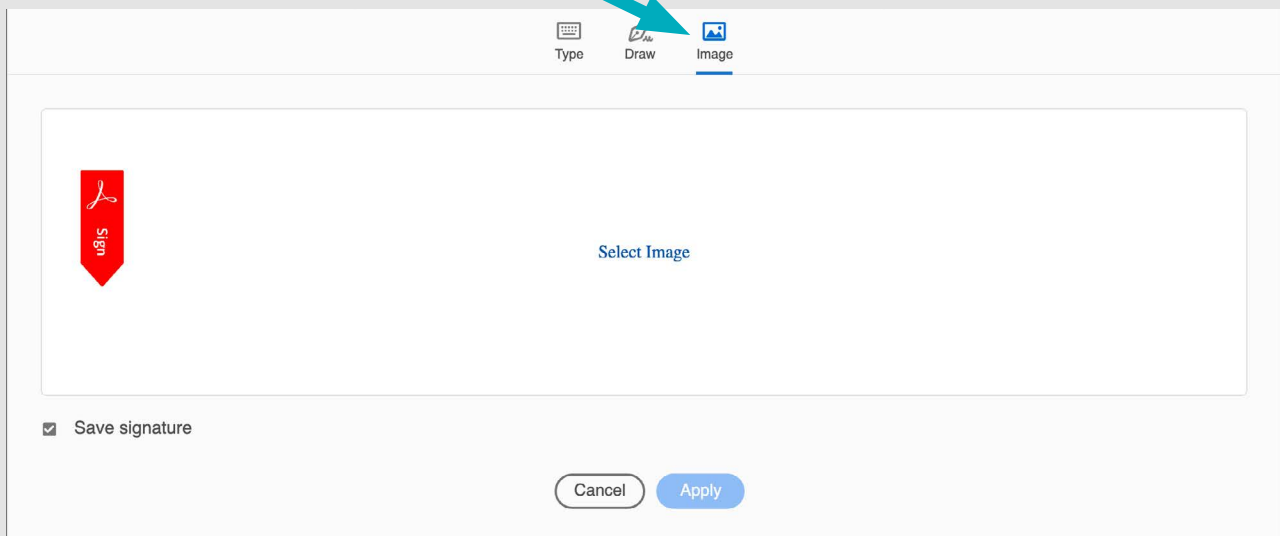 Type Draw Image
Sign
Select Image
Save signature
Cancel Apply